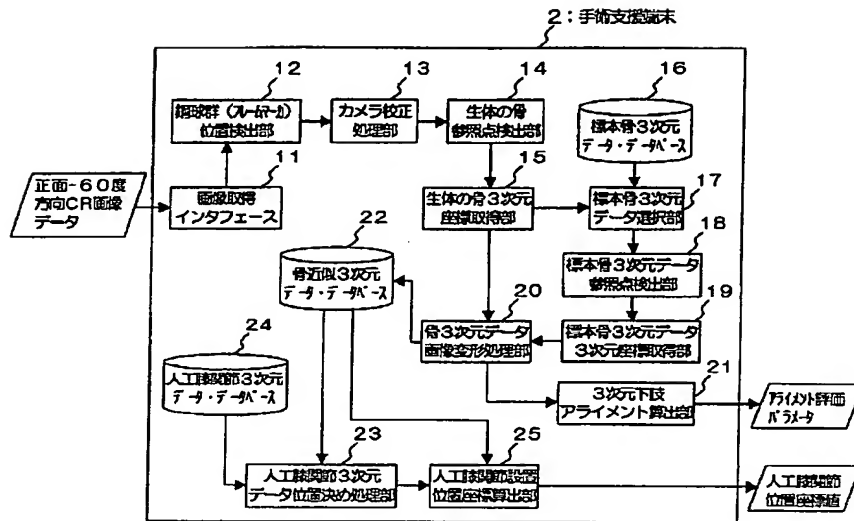 2：手術支援端末
12
13
14
16
鋼球群（フレームマーカ）
位置検出部
カメラ校正
処理部
生体の骨
参照点検出部
標本骨3次元
データ・データベース
11
15
17
正面-60度
方向CR画像
データ
画像取得
インタフェース
生体の骨3次元
座標取得部
標本骨3次元
データ選択部
22
18
骨近似3次元
データ・データベース
標本骨3次元データ
参照点検出部
20
19
24
骨3次元データ
画像変形処理部
標本骨3次元データ
3次元座標取得部
人工膝関節3次元
データ・データベース
21
3次元下肢
アライメント算出部
アライメント評価
パラメータ
23
25
人工膝関節3次元
データ位置決め処理部
人工膝関節設置
位置座標算出部
人工膝関節
位置座標値